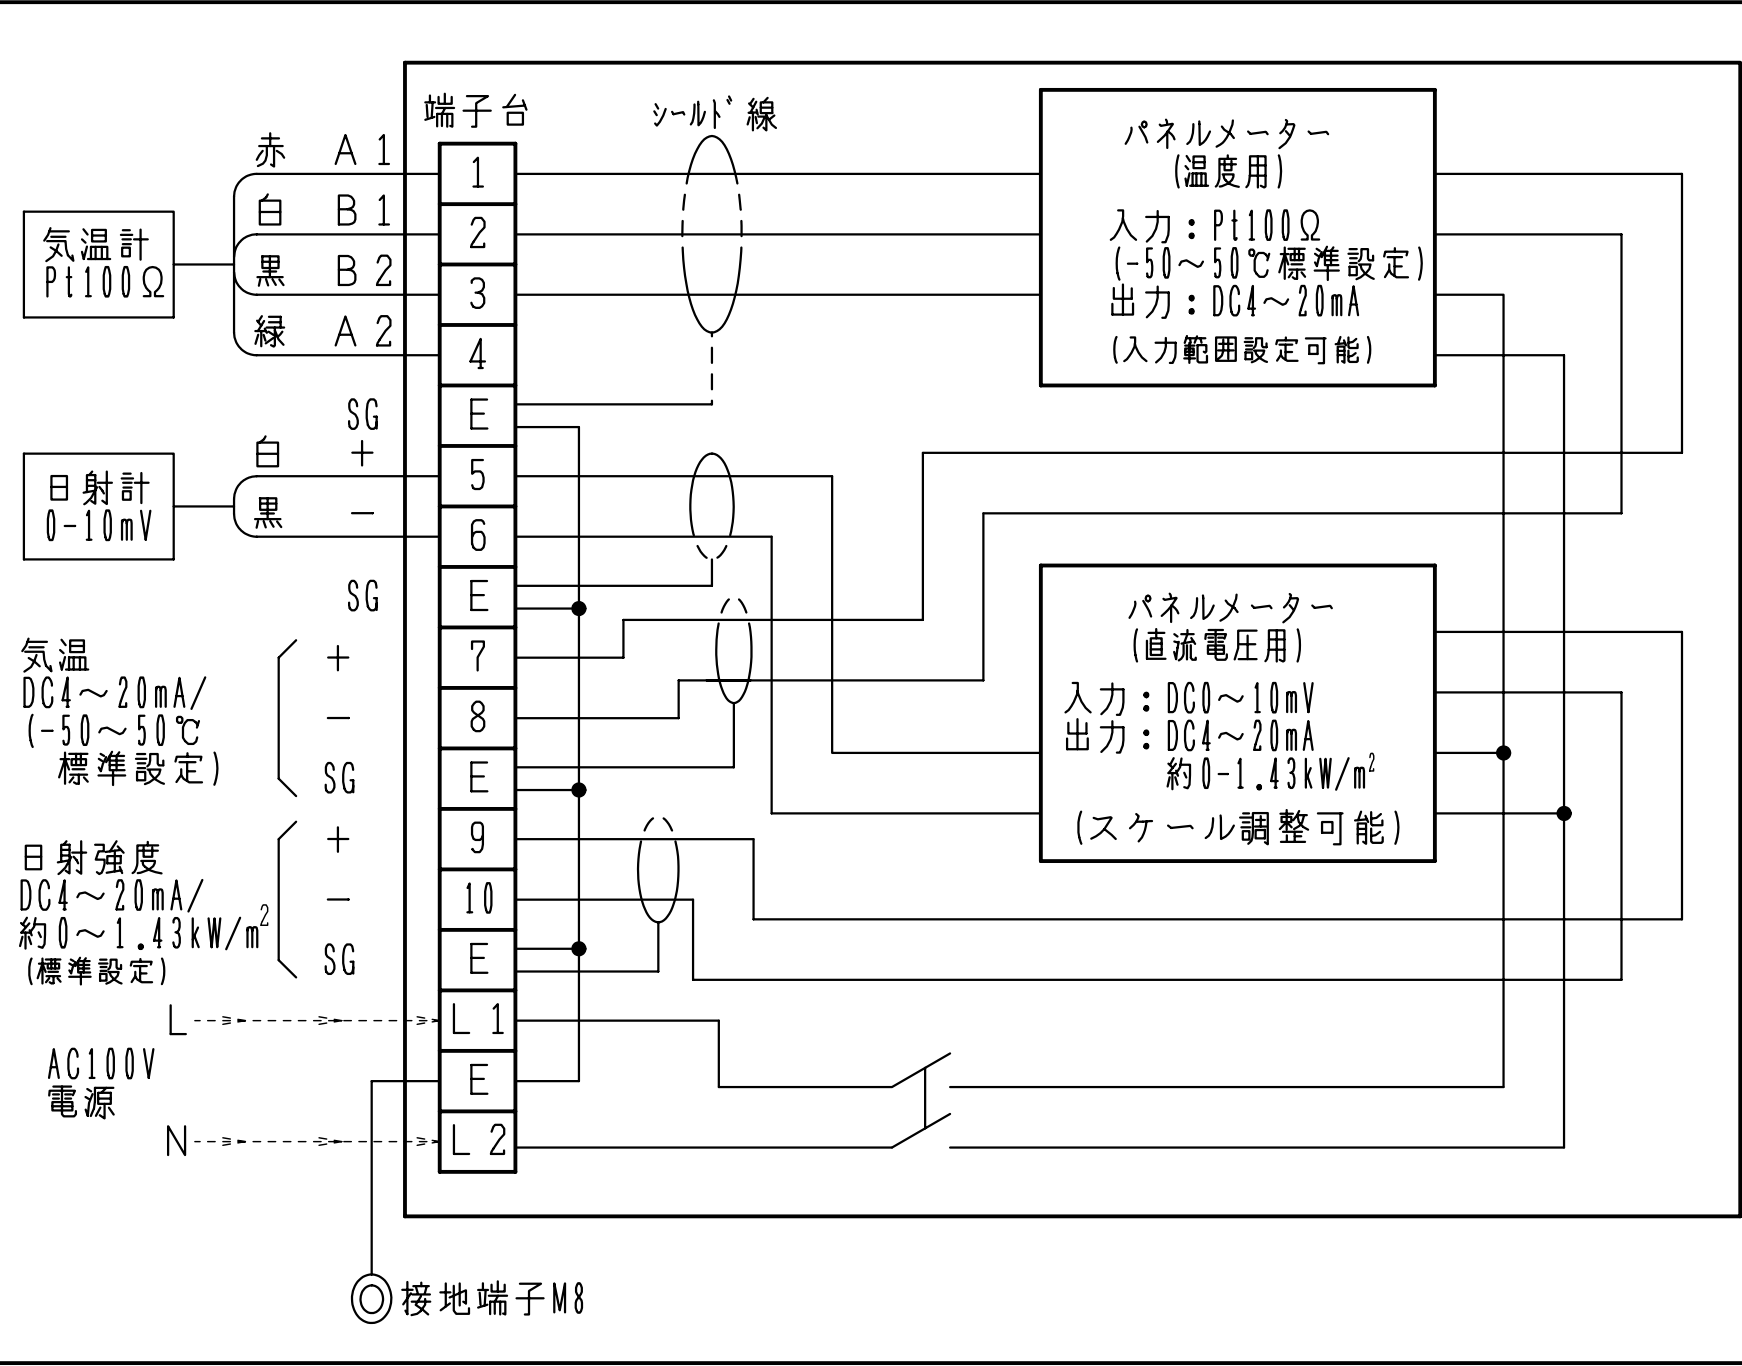 端子台
シールド線
赤 A1
白 B1
黒 B2
緑 A2
気温計
Pt100Ω
SG
白 +
黒 -
日射計
0-10mV
SG
気温
DC4～20mA/
(-50～50℃
標準設定)
+
-
SG
日射強度
DC4～20mA/
約0～1.43kW/m²
(標準設定)
+
-
SG
L
AC100V
電源
N
1
2
3
4
E
5
6
E
7
8
E
9
10
E
L1
E
L2
パネルメーター
(温度用)
入力：Pt100Ω
(-50～50℃標準設定)
出力：DC4～20mA
(入力範囲設定可能)
パネルメーター
(直流電圧用)
入力：DC0～10mV
出力：DC4～20mA
約0-1.43kW/m²
(スケール調整可能)
接地端子M8